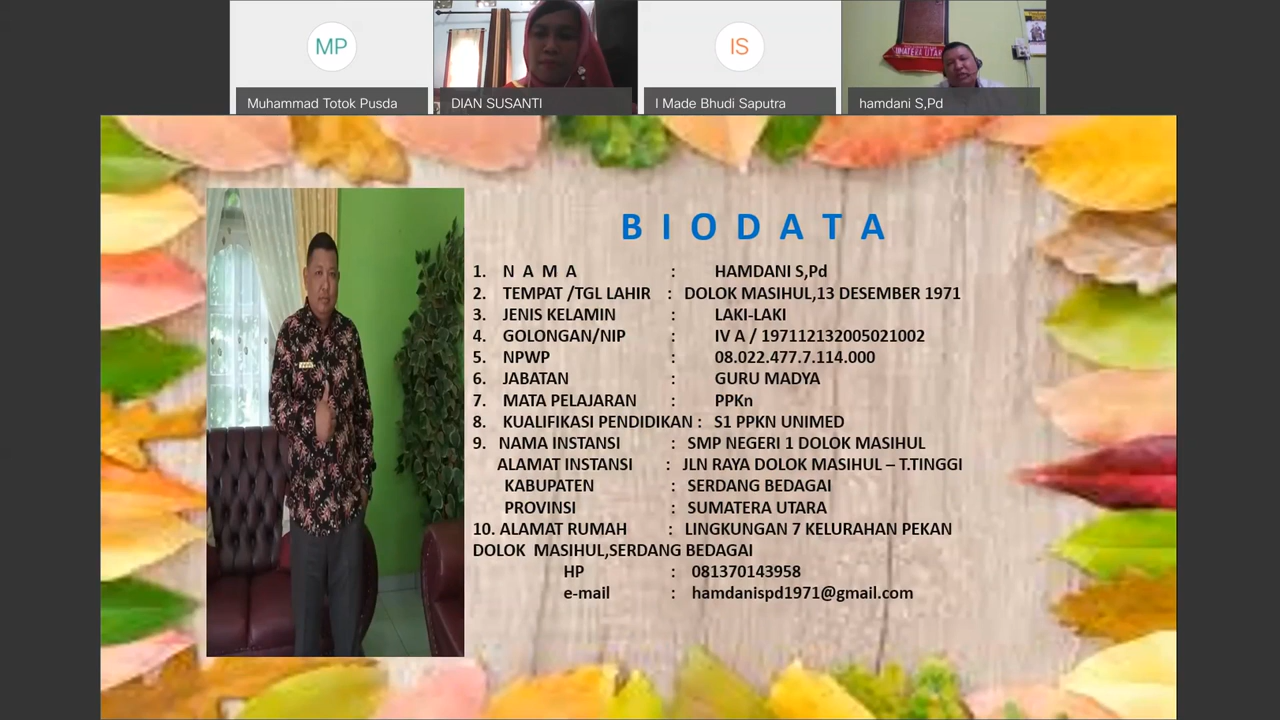 MP
IS
UMATERA UTARA
Muhammad Totok Pusda
DIAN SUSANTI
I Made Bhudi Saputra
hamdani S,Pd
B I O D A T A
1. N A M A : HAMDANI S,Pd
2. TEMPAT /TGL LAHIR : DOLOK MASIHUL,13 DESEMBER 1971
3. JENIS KELAMIN : LAKI-LAKI
4. GOLONGAN/NIP : IV A / 197112132005021002
5. NPWP : 08.022.477.7.114.000
6. JABATAN : GURU MADYA
7. MATA PELAJARAN : PPKn
8. KUALIFIKASI PENDIDIKAN : S1 PPKN UNIMED
9. NAMA INSTANSI : SMP NEGERI 1 DOLOK MASIHUL
ALAMAT INSTANSI : JLN RAYA DOLOK MASIHUL – T.TINGGI
KABUPATEN : SERDANG BEDAGAI
PROVINSI : SUMATERA UTARA
10. ALAMAT RUMAH : LINGKUNGAN 7 KELURAHAN PEKAN
DOLOK MASIHUL,SERDANG BEDAGAI
HP : 081370143958
e-mail : hamdanispd1971@gmail.com